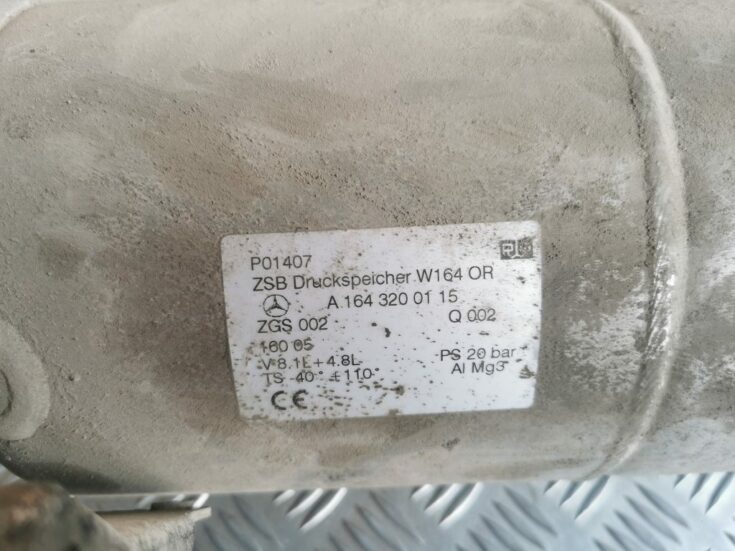 P01407
ZSB Druckspeicher W164 OR
A 164 320 01 15
ZGS 002 Q 002
160 05
V 8.1L + 4.8L PS 20 bar
TS -40° +110° Al Mg3
CE